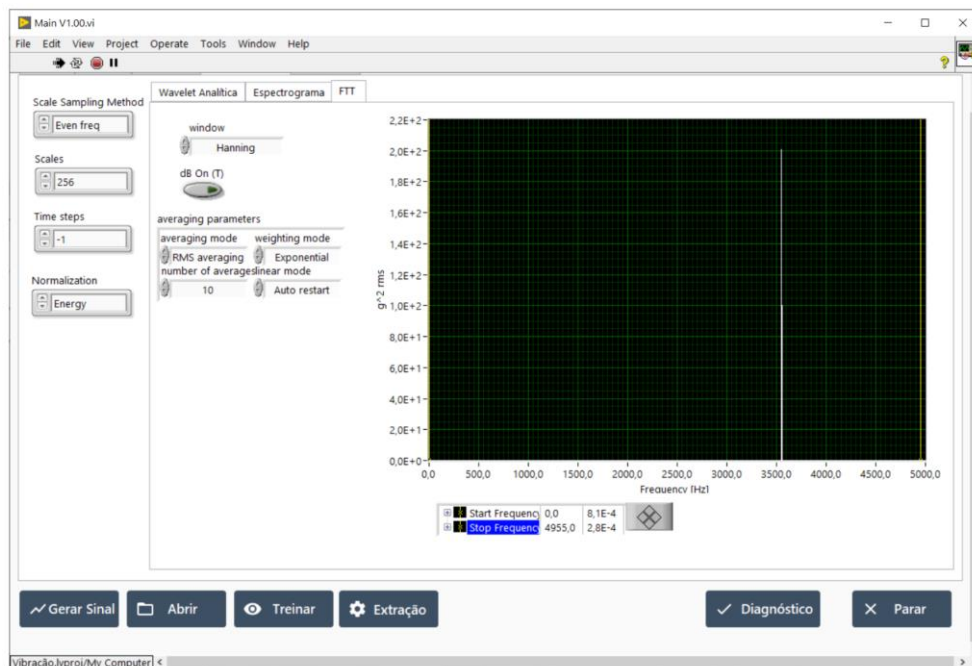 Main V1.00.vi
File Edit View Project Operate Tools Window Help
Scale Sampling Method
Even freq
Scales
256
Time steps
-1
Normalization
Energy
Wavelet Analítica Espectrograma FTT
window
Hanning
dB On (T)
averaging parameters
averaging mode weighting mode
RMS averaging Exponential
number of averages linear mode
10 Auto restart
g^2 rms
2,2E+2
2,0E+2
1,8E+2
1,6E+2
1,4E+2
1,2E+2
1,0E+2
8,0E+1
6,0E+1
4,0E+1
2,0E+1
0,0E+0
0,0 500,0 1000,0 1500,0 2000,0 2500,0 3000,0 3500,0 4000,0 4500,0 5000,0
Frequency [Hz]
Start Frequency 0,0 8,1E-4
Stop Frequency 4955,0 2,8E-4
Gerar Sinal Abrir Treinar Extração Diagnóstico Parar
Vibração.lvproj/My Computer